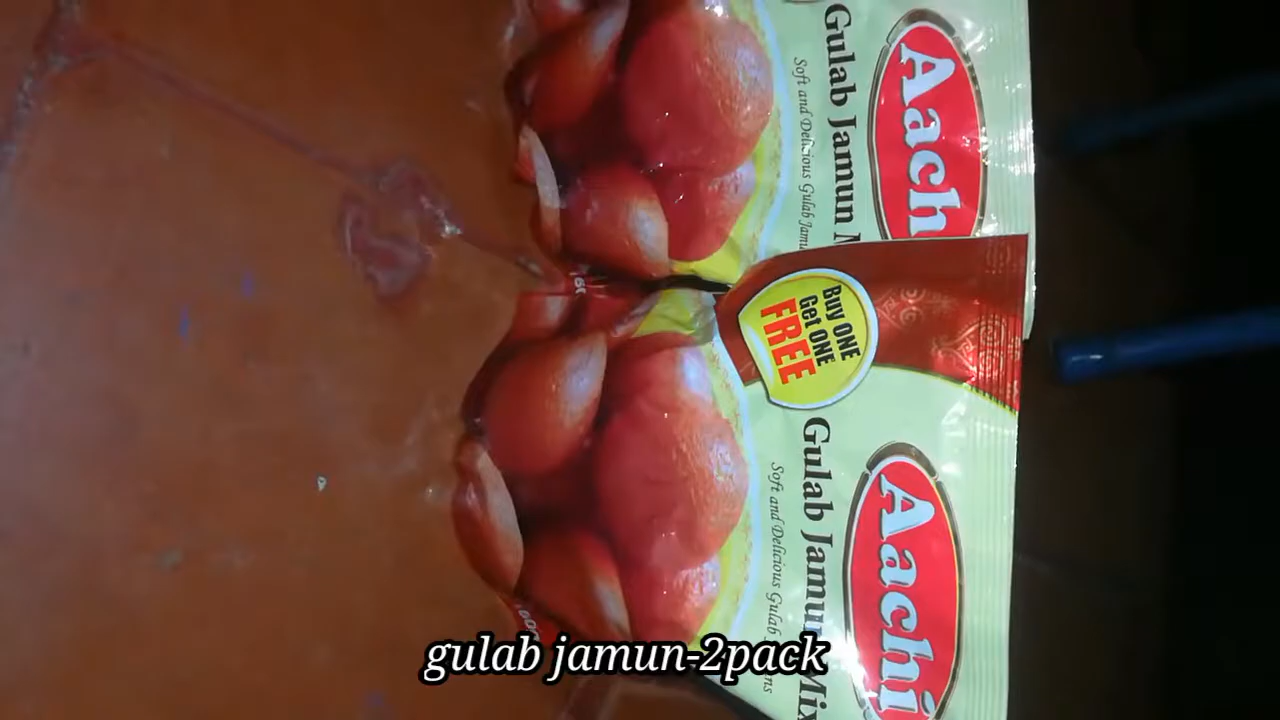 Aachi
Gulab Jamun M
Soft and Delicious Gulab Jamu
Buy ONE
Get ONE
FREE
Aachi
Gulab Jamun Mix
Soft and Delicious Gulab
gulab jamun-2pack